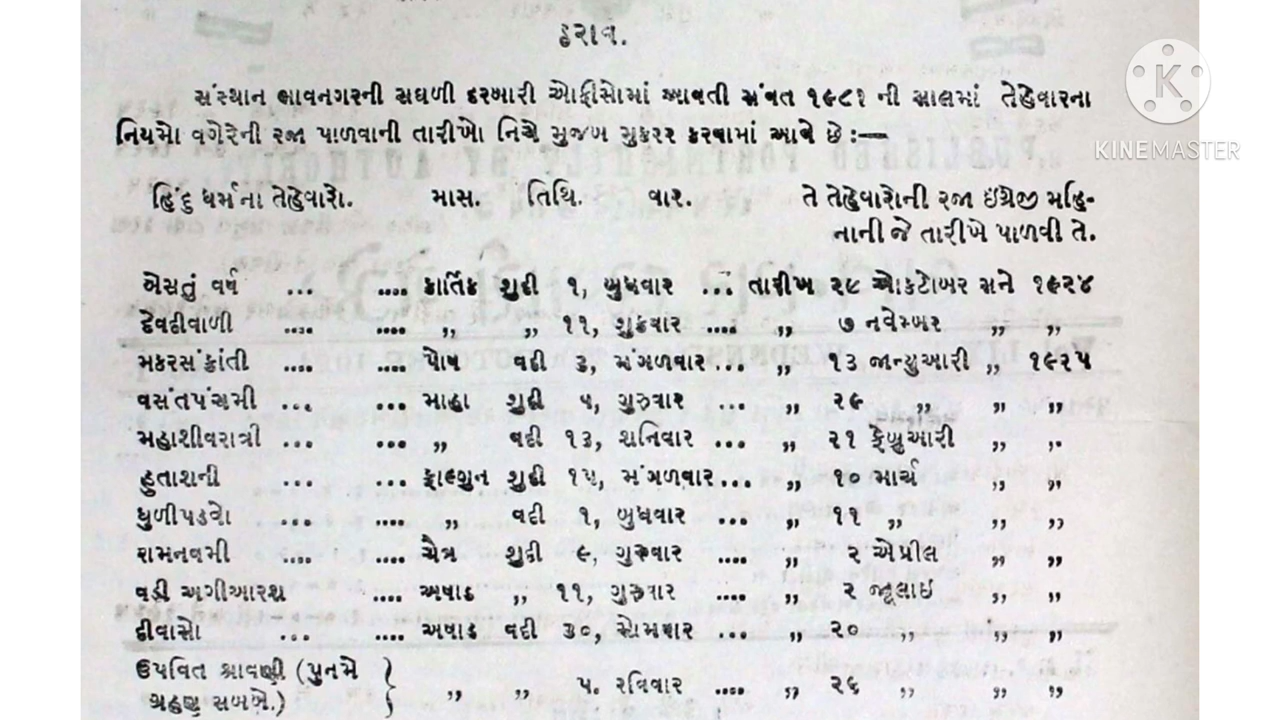 ઠરાવ.
સંસ્થાન ભાવનગરની સઘળી દરબારી ઓફીસોમાં આવતી સંવત ૧૯૮૧ ની સાલમાં તેહેવારના
નિયમો વગેરેની રજા પાળવાની તારીખો નિચે મુજબ મુકરર કરવામાં આવે છે :—
હિંદુ ધર્મના તેહેવારો. માસ. તિથિ. વાર. તે તેહેવારોની રજા ઇંગ્રેજી મહિ-
નાની જે તારીખે પાળવી તે.
બેસતું વર્ષ ... .... કાર્તિક શુદી ૧, બુધવાર ... તારીખ ૨૯ ઓકટોબર સને ૧૯૨૪
દેવદીવાળી .... .... ,, ,, ૧૧, શુક્રવાર .... ,, ૭ નવેમ્બર ,, ,,
મકરસંક્રાંતી .... .... પોષ વદી ૩, મંગળવાર ... ,, ૧૩ જાન્યુઆરી ,, ૧૯૨૫
વસંતપંચમી ... ... માહા શુદી ૫, ગુરુવાર ... ,, ૨૯ ,, ,, ,,
મહાશીવરાત્રી ... ... ,, વદી ૧૩, શનિવાર ... ,, ૨૧ ફેબ્રુઆરી ,, ,.
હુતાશની ... ... ફાલ્ગુન શુદી ૧૫, મંગળવાર ... ,, ૧૦ માર્ચ ,, ,,
ધુળીપડવો ... .... ,, વદી ૧, બુધવાર ... ,, ૧૧ ,, ,, ,,
રામનવમી .... .... ચૈત્ર શુદી ૯, ગુરુવાર .... ,, ૨ એપ્રીલ ,, ,,
વડી અગીઆરશ .... અષાડ ,, ૧૧, ગુરુવાર .... ,, ૨ જૂલાઇ ,, ,,
દીવાસો ... .... અષાડ વદી ૩૦, સોમવાર ... ,, ૨૦ ,, ,, ,,
ઉપવિત શ્રાવણી (પુનમે
ગ્રહણ સબબે.) } ,, ,, ૫. રવિવાર .... ,, ૨૬ ,, ,, ,,
K
KINEMASTER